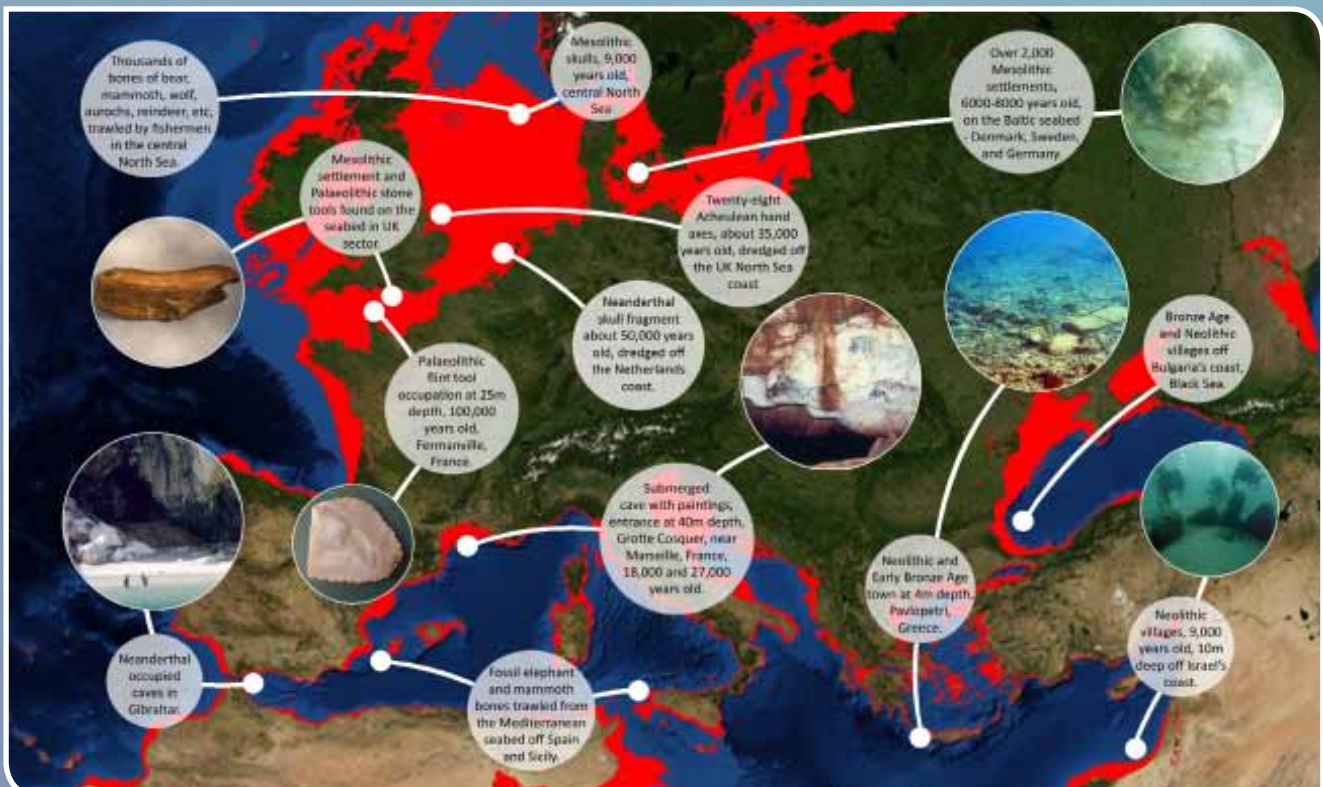 Thousands of
bones of bear,
mammoth, wolf,
aurochs, reindeer, etc,
trawled by fishermen
in the central
North Sea.
Mesolithic
skulls, 9,000
years old,
central North
Sea
Over 2,000
Mesolithic
settlements,
6000-8000 years old,
on the Baltic seabed
- Denmark, Sweden,
and Germany.
Mesolithic
settlement and
Palaeolithic stone
tools found on the
seabed in UK
sector.
Twenty-eight
Acheulean hand
axes, about 35,000
years old, dredged off
the UK North Sea
coast
Neanderthal
skull fragment
about 50,000 years
old, dredged off
the Netherlands
coast.
Bronze Age
and Neolithic
villages off
Bulgaria's coast,
Black Sea.
Palaeolithic
flint tool
occupation at 25m
depth, 100,000
years old,
Fermanville,
France.
Submerged
cave with paintings,
entrance at 40m depth,
Grotte Cosquer, near
Marseille, France,
18,000 and 27,000
years old.
Neolithic and
Early Bronze Age
town at 4m depth,
Pavlopetri,
Greece.
Neolithic
villages, 9,000
years old, 10m
deep off Israel's
coast.
Neanderthal
occupied
caves in
Gibraltar.
Fossil elephant
and mammoth
bones trawled from
the Mediterranean
seabed off Spain
and Sicily.